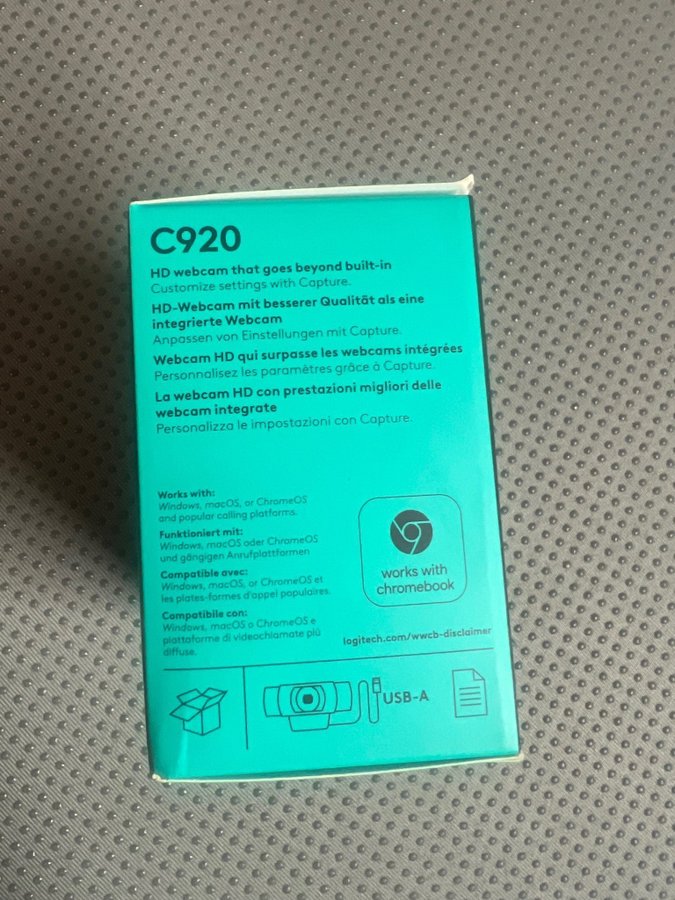 C920
HD webcam that goes beyond built-in
Customize settings with Capture.
HD-Webcam mit besserer Qualität als eine
integrierte Webcam
Anpassen von Einstellungen mit Capture.
Webcam HD qui surpasse les webcams intégrées
Personnalisez les paramètres grâce à Capture.
La webcam HD con prestazioni migliori delle
webcam integrate
Personalizza le impostazioni con Capture.
Works with:
Windows, macOS, or ChromeOS
and popular calling platforms.
Funktioniert mit:
Windows, macOS oder ChromeOS
und gängigen Anrufplattformen
Compatible avec:
Windows, macOS, or ChromeOS et
les plates-formes d'appel populaires.
Compatibile con:
Windows, macOS o ChromeOS e
piattaforme di videochiamate più
diffuse.
works with
chromebook
logitech.com/wwcb-disclaimer
USB-A